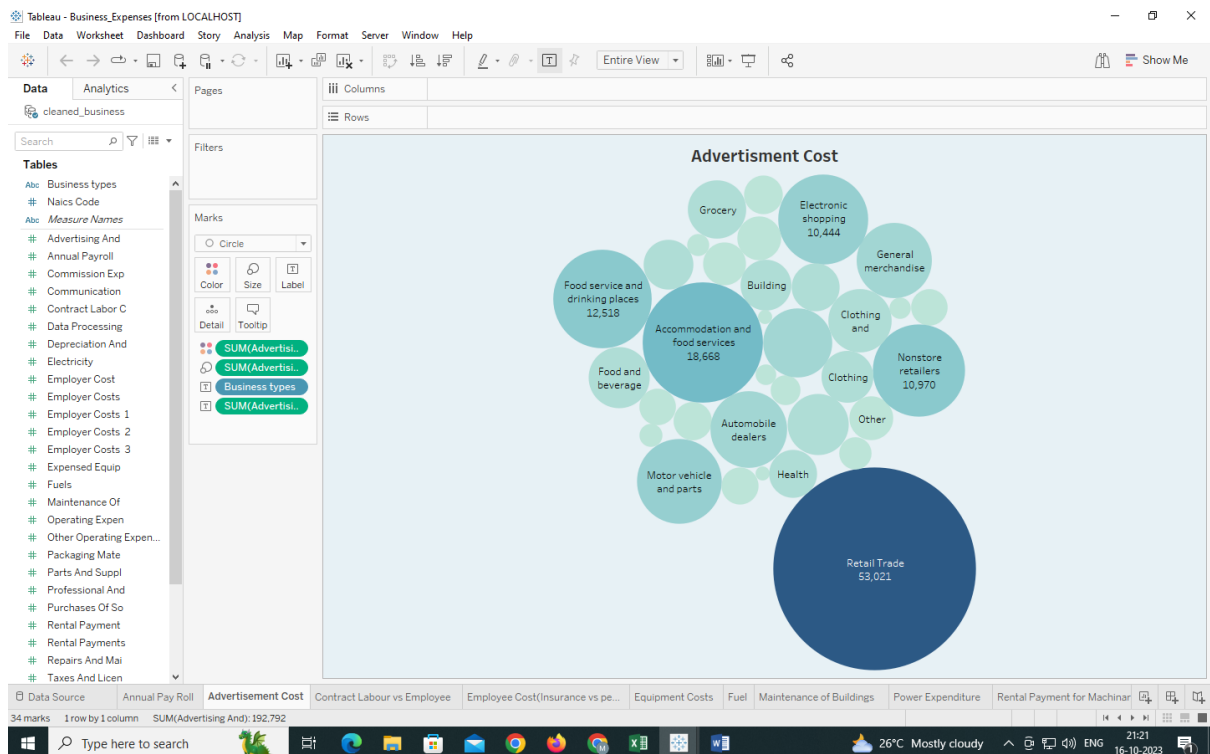 Tableau - Business_Expenses [from LOCALHOST]
File Data Worksheet Dashboard Story Analysis Map Format Server Window Help
Entire View
Show Me
Data Analytics
cleaned_business
Search
Tables
Abc Business types
# Naics Code
Abc Measure Names
# Advertising And
# Annual Payroll
# Commission Exp
# Communication
# Contract Labor C
# Data Processing
# Depreciation And
# Electricity
# Employer Cost
# Employer Costs
# Employer Costs 1
# Employer Costs 2
# Employer Costs 3
# Expensed Equip
# Fuels
# Maintenance Of
# Operating Expen
# Other Operating Expen...
# Packaging Mate
# Parts And Suppl
# Professional And
# Purchases Of So
# Rental Payment
# Rental Payments
# Repairs And Mai
# Taxes And Licen
Pages
Filters
Marks
Circle
Color Size Label
Detail Tooltip
SUM(Advertisi..
SUM(Advertisi..
Business types
SUM(Advertisi..
Columns
Rows
Advertisment Cost
Grocery
Electronic
shopping
10,444
General
merchandise
Food service and
drinking places
12,518
Building
Accommodation and
food services
18,668
Clothing
and
Nonstore
retailers
10,970
Food and
beverage
Clothing
Other
Automobile
dealers
Motor vehicle
and parts
Health
Retail Trade
53,021
Data Source Annual Pay Roll Advertisement Cost Contract Labour vs Employee Employee Cost(Insurance vs pe... Equipment Costs Fuel Maintenance of Buildings Power Expenditure Rental Payment for Machinar
34 marks 1 row by 1 column SUM(Advertising And): 192,792
Type here to search
26°C Mostly cloudy
ENG
21:21
16-10-2023
1